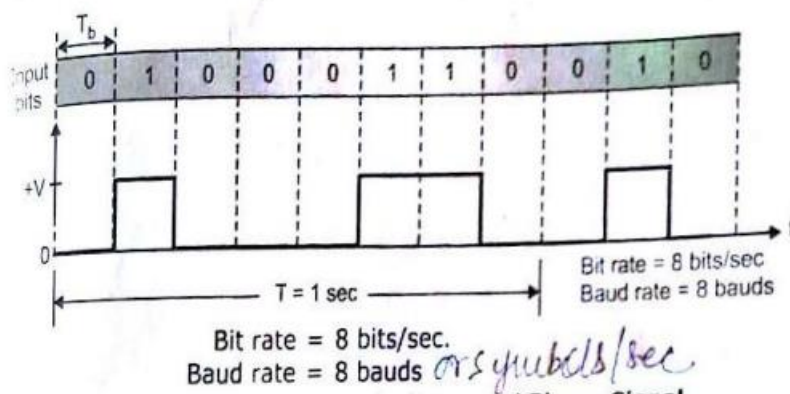 T_b
Input bits 0 1 0 0 0 1 1 0 0 1 0
+V
0
t
T = 1 sec
Bit rate = 8 bits/sec
Baud rate = 8 bauds
Bit rate = 8 bits/sec.
Baud rate = 8 bauds or symbols/sec
Signal